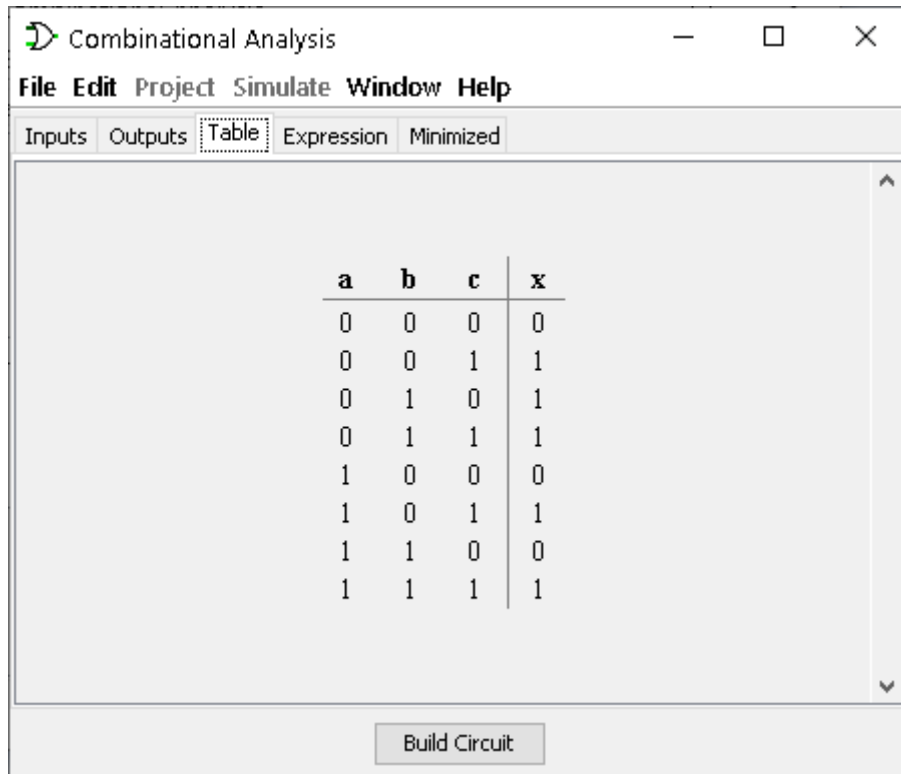 Combinational Analysis
File Edit Project Simulate Window Help
Inputs Outputs Table Expression Minimized
a b c x
0 0 0 0
0 0 1 1
0 1 0 1
0 1 1 1
1 0 0 0
1 0 1 1
1 1 0 0
1 1 1 1
Build Circuit